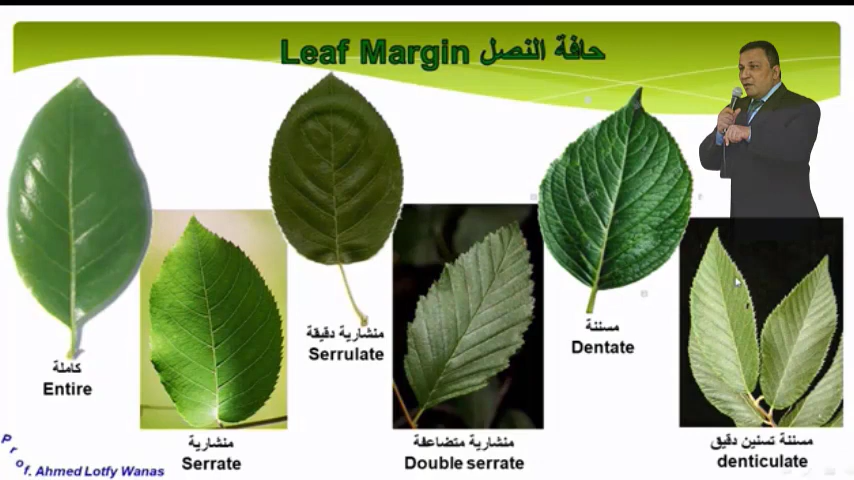 Leaf Margin حافة النصل
كاملة
Entire
منشارية
Serrate
منشارية دقيقة
Serrulate
منشارية متضاعفة
Double serrate
مسننة
Dentate
مسننة تسنين دقيق
denticulate
Prof. Ahmed Lotfy Wanas